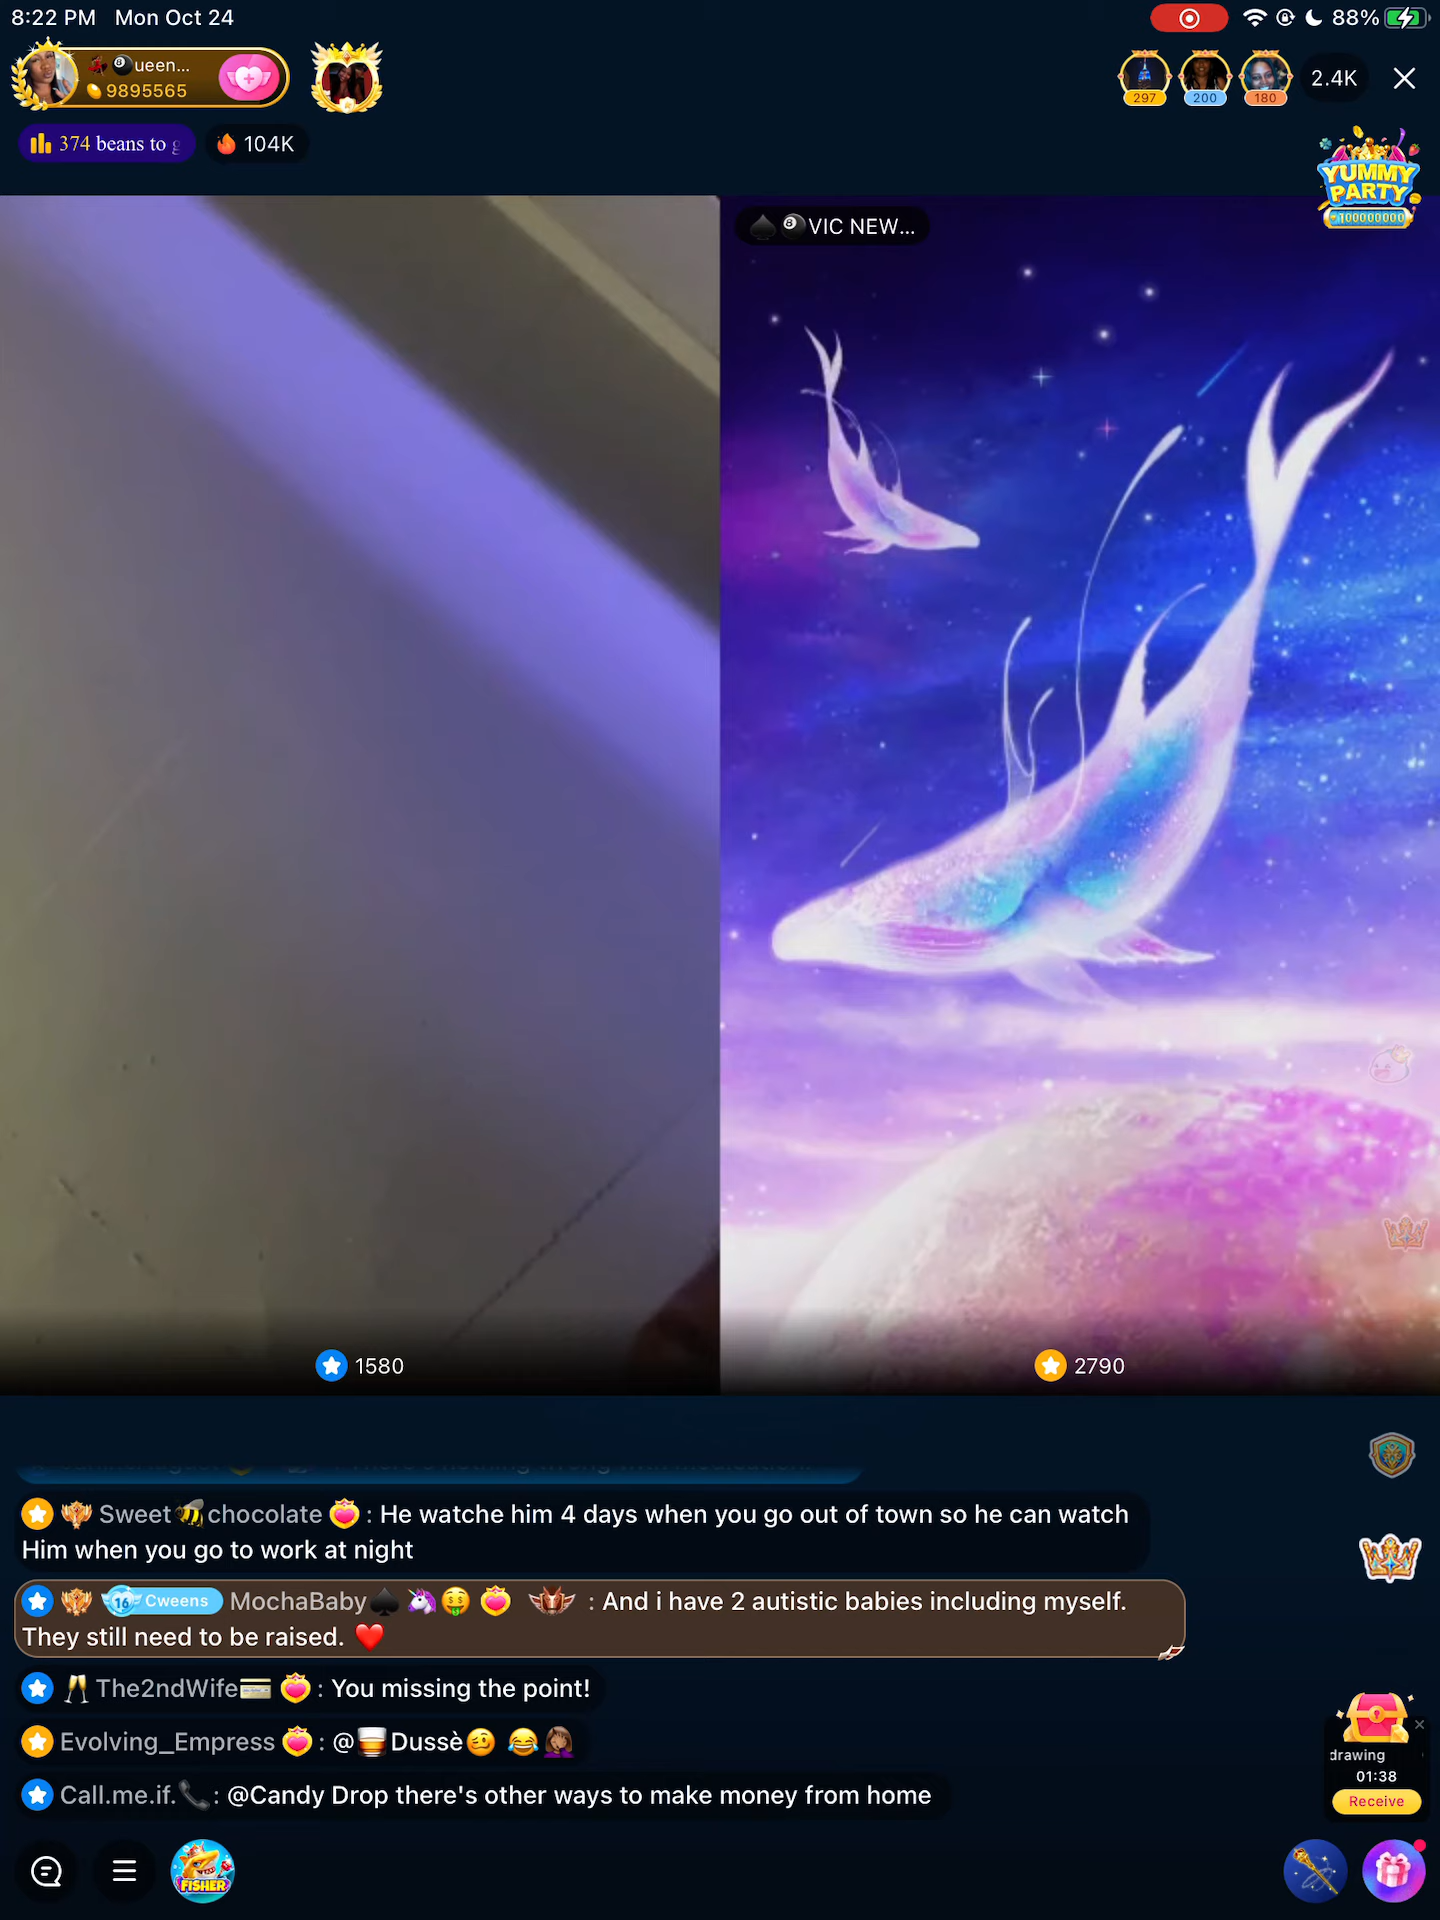 8:22 PM Mon Oct 24
88%
ueen...
9895565
297
200
180
2.4K
374 beans to g
104K
YUMMY
PARTY
100000000
VIC NEW...
1580
2790
Sweet chocolate : He watche him 4 days when you go out of town so he can watch
Him when you go to work at night
16 Cweens MochaBaby : And i have 2 autistic babies including myself.
They still need to be raised.
The2ndWife : You missing the point!
Evolving_Empress : @ Dussè
Call.me.if. : @Candy Drop there's other ways to make money from home
drawing
01:38
Receive
FISHER